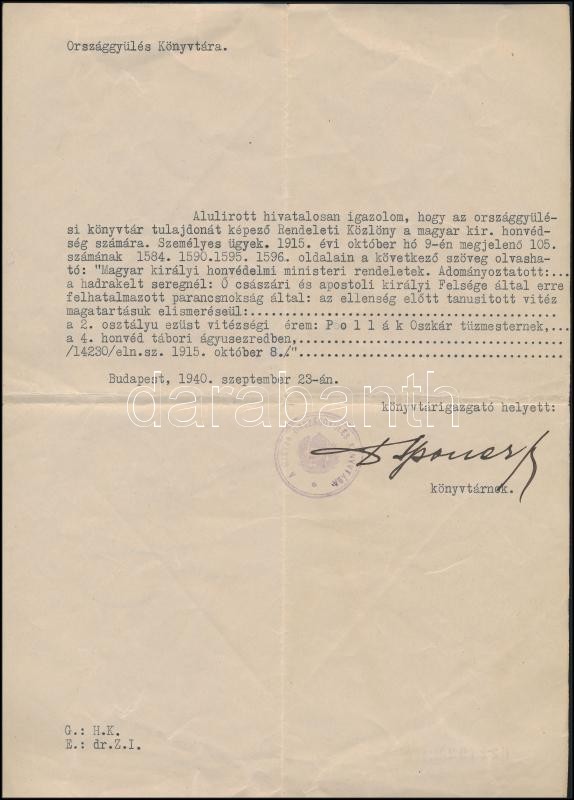 Országgyülés Könyvtára.
Alulirott hivatalosan igazolom, hogy az országgyülé-
si könyvtár tulajdonát képező Rendeleti Közlöny a magyar kir. honvéd-
ség számára. Személyes ügyek. 1915. évi október hó 9-én megjelenő 105.
számának 1584. 1590.1595. 1596. oldalain a következő szöveg olvasha-
tó: "Magyar királyi honvédelmi ministeri rendeletek. Adományoztatott:...
a hadrakelt seregnél: Ő császári és apostoli királyi Felsége által erre
felhatalmazott parancsnokság által: az ellenség előtt tanusitott vitéz
magatartásuk elismeréseül:..............................................
a 2. osztályu ezüst vitézségi érem: P o l l á k Oszkár tüzmesternek,...
a 4. honvéd tábori ágyusezredben,......................................
/14230/eln.sz. 1915. október 8./"......................................
Budapest, 1940. szeptember 23-án.
darabanth
könyvtárigazgató helyett:
könyvtárnok.
G.: H.K.
E.: dr.Z.I.